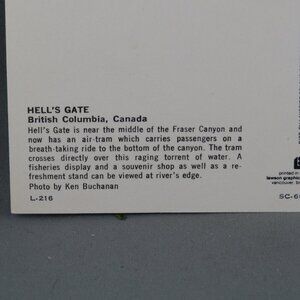 HELL'S GATE
British Columbia, Canada
Hell's Gate is near the middle of the Fraser Canyon and
now has an air-tram which carries passengers on a
breath-taking ride to the bottom of the canyon. The tram
crosses directly over this raging torrent of water. A
fisheries display and a souvenir shop as well as a re-
freshment stand can be viewed at river's edge.
Photo by Ken Buchanan
L-216
printed in
lawson graphic
vancouver, b
SC-6